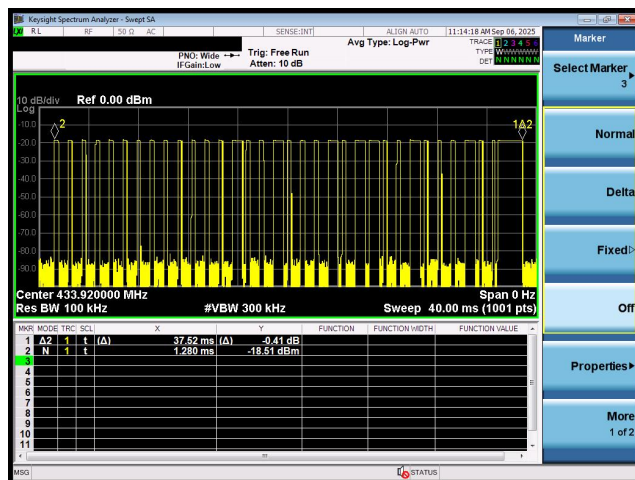 Keysight Spectrum Analyzer - Swept SA
RL RF 50 Ω AC SENSE:INT ALIGN AUTO 11:14:18 AM Sep 06, 2025
Avg Type: Log-Pwr TRACE 1 2 3 4 5 6
PNO: Wide Trig: Free Run TYPE WWWWWW
IFGain:Low Atten: 10 dB DET N N N N N N
10 dB/div Ref 0.00 dBm
Log
-10.0
2 1Δ2
-20.0
-30.0
-40.0
-50.0
-60.0
-70.0
-80.0
-90.0
Center 433.920000 MHz Span 0 Hz
Res BW 100 kHz #VBW 300 kHz Sweep 40.00 ms (1001 pts)
MKR MODE TRC SCL X Y FUNCTION FUNCTION WIDTH FUNCTION VALUE
1 Δ2 1 t (Δ) 37.52 ms (Δ) -0.41 dB
2 N 1 t 1.280 ms -18.51 dBm
3
4
5
6
7
8
9
10
11
MSG STATUS
Marker
Select Marker
3
Normal
Delta
Fixed
Off
Properties
More
1 of 2